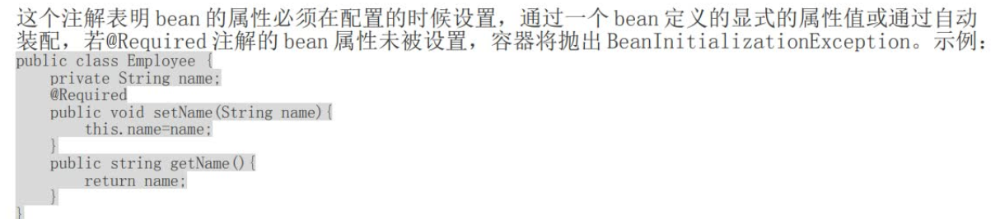 这个注解表明 bean 的属性必须在配置的时候设置，通过一个 bean 定义的显式的属性值或通过自动
装配，若@Required 注解的 bean 属性未被设置，容器将抛出 BeanInitializationException。示例：
public class Employee {
    private String name;
    @Required
    public void setName(String name){
        this.name=name;
    }
    public string getName(){
        return name;
    }
}